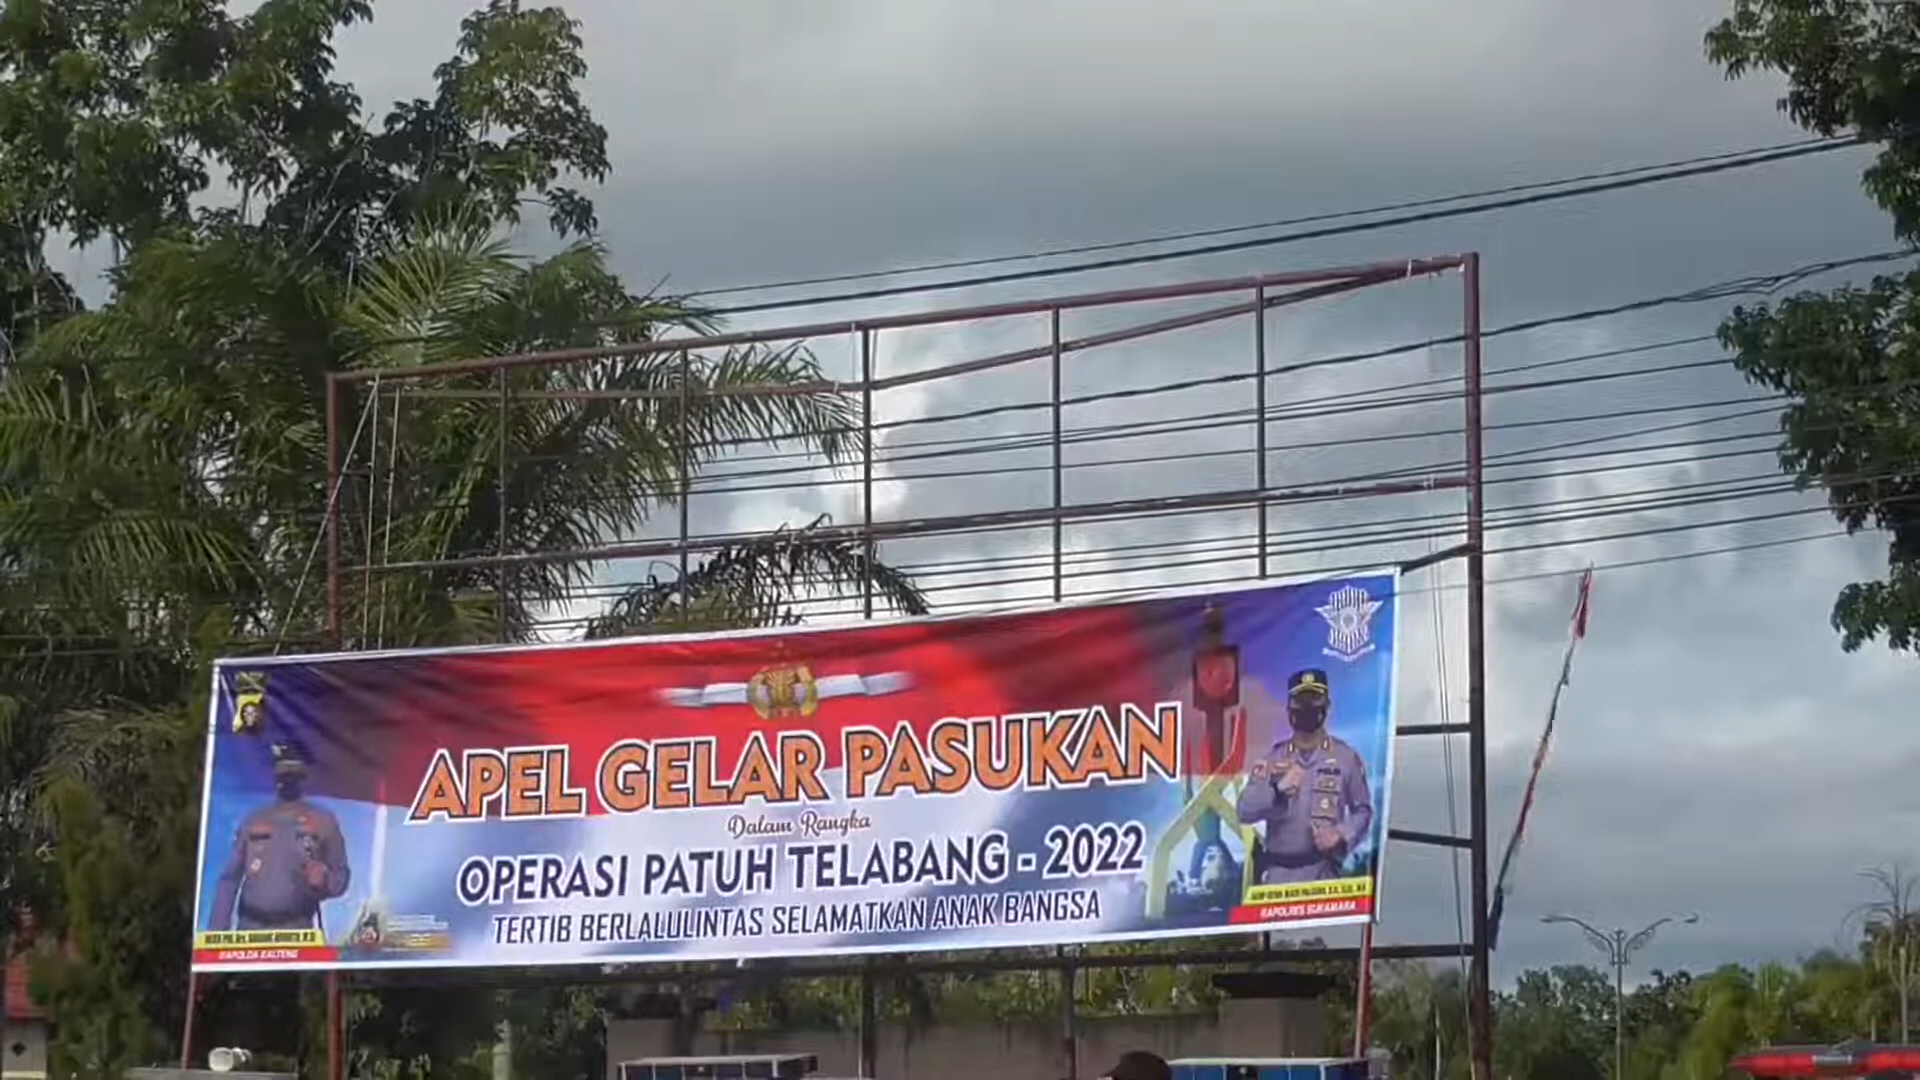 APEL GELAR PASUKAN
Dalam Rangka
OPERASI PATUH TELABANG - 2022
TERTIB BERLALULINTAS SELAMATKAN ANAK BANGSA
KAPOLDA KALTENG
KAPOLRES SUKAMARA